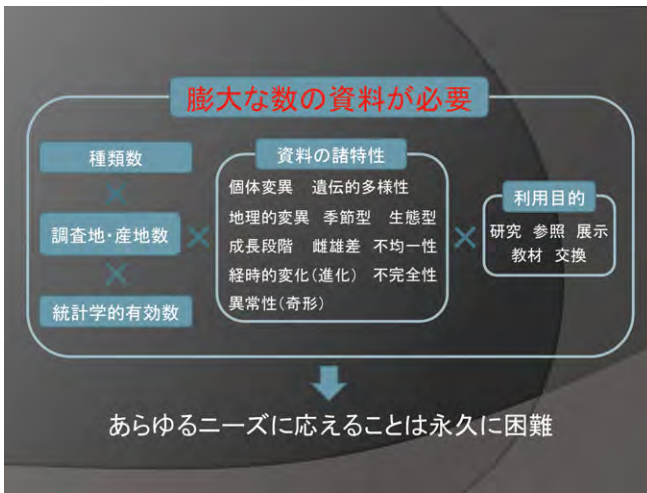 膨大な数の資料が必要
種類数
×
調査地・産地数
×
統計学的有効数
×
資料の諸特性
個体変異 遺伝的多様性
地理的変異 季節型 生態型
成長段階 雌雄差 不均一性
経時的変化(進化) 不完全性
異常性(奇形)
×
利用目的
研究 参照 展示
教材 交換
あらゆるニーズに応えることは永久に困難